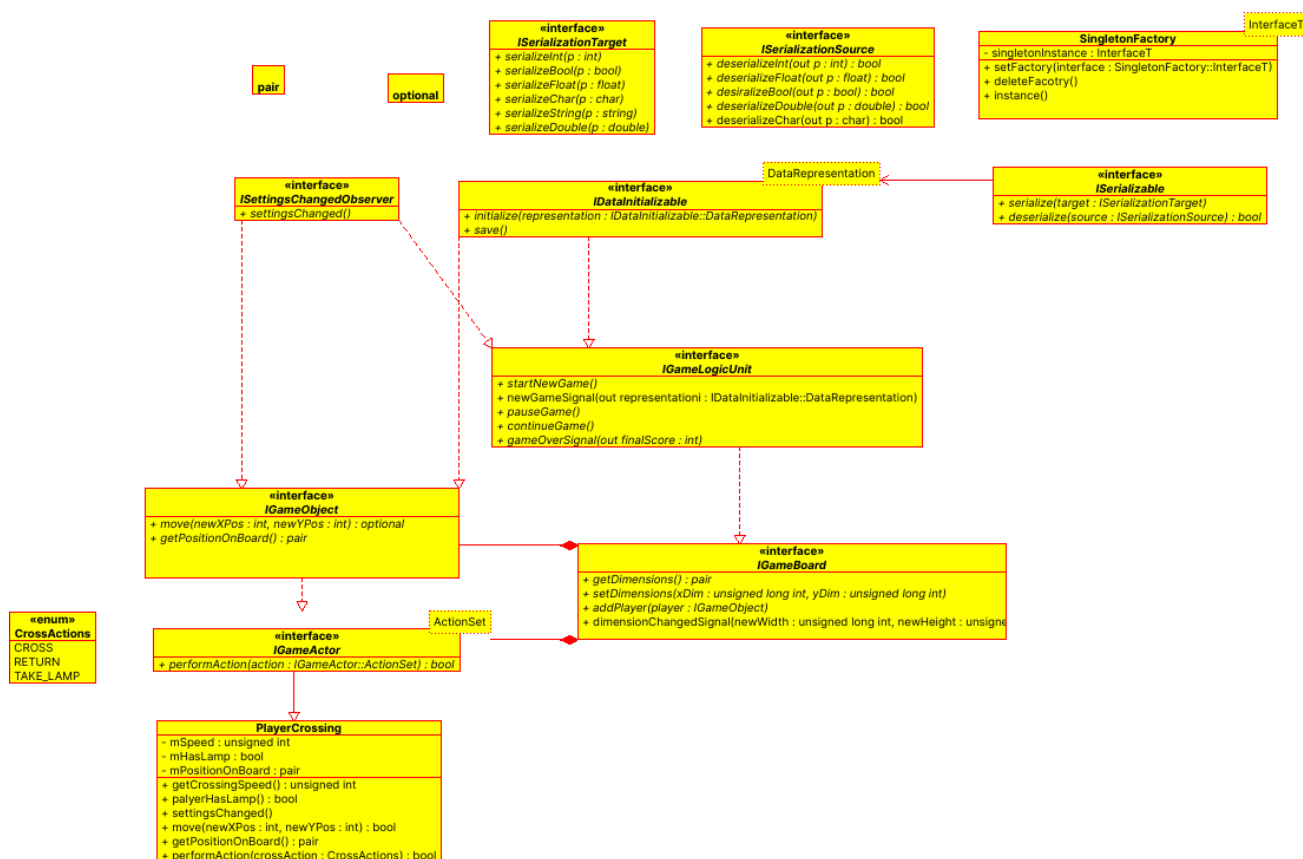 InterfaceT
«interface»
ISerializationTarget
+ serializeInt(p : int)
+ serializeBool(p : bool)
+ serializeFloat(p : float)
+ serializeChar(p : char)
+ serializeString(p : string)
+ serializeDouble(p : double)
«interface»
ISerializationSource
+ deserializeInt(out p : int) : bool
+ deserializeFloat(out p : float) : bool
+ desiralizeBool(out p : bool) : bool
+ deserializeDouble(out p : double) : bool
+ deserializeChar(out p : char) : bool
SingletonFactory
- singletonInstance : InterfaceT
+ setFactory(interface : SingletonFactory::InterfaceT)
+ deleteFacotry()
+ instance()
pair
optional
«interface»
ISettingsChangedObserver
+ settingsChanged()
DataRepresentation
«interface»
IDataInitializable
+ initialize(representation : IDataInitializable::DataRepresentation)
+ save()
«interface»
ISerializable
+ serialize(target : ISerializationTarget)
+ deserialize(source : ISerializationSource) : bool
«interface»
IGameLogicUnit
+ startNewGame()
+ newGameSignal(out representationi : IDataInitializable::DataRepresentation)
+ pauseGame()
+ continueGame()
+ gameOverSignal(out finalScore : int)
«interface»
IGameObject
+ move(newXPos : int, newYPos : int) : optional
+ getPositionOnBoard() : pair
«interface»
IGameBoard
+ getDimensions() : pair
+ setDimensions(xDim : unsigned long int, yDim : unsigned long int)
+ addPlayer(player : IGameObject)
+ dimensionChangedSignal(newWidth : unsigned long int, newHeight : unsigne
«enum»
CrossActions
CROSS
RETURN
TAKE_LAMP
ActionSet
«interface»
IGameActor
+ performAction(action : IGameActor::ActionSet) : bool
PlayerCrossing
- mSpeed : unsigned int
- mHasLamp : bool
- mPositionOnBoard : pair
+ getCrossingSpeed() : unsigned int
+ palyerHasLamp() : bool
+ settingsChanged()
+ move(newXPos : int, newYPos : int) : bool
+ getPositionOnBoard() : pair
+ performAction(crossAction : CrossActions) : bool